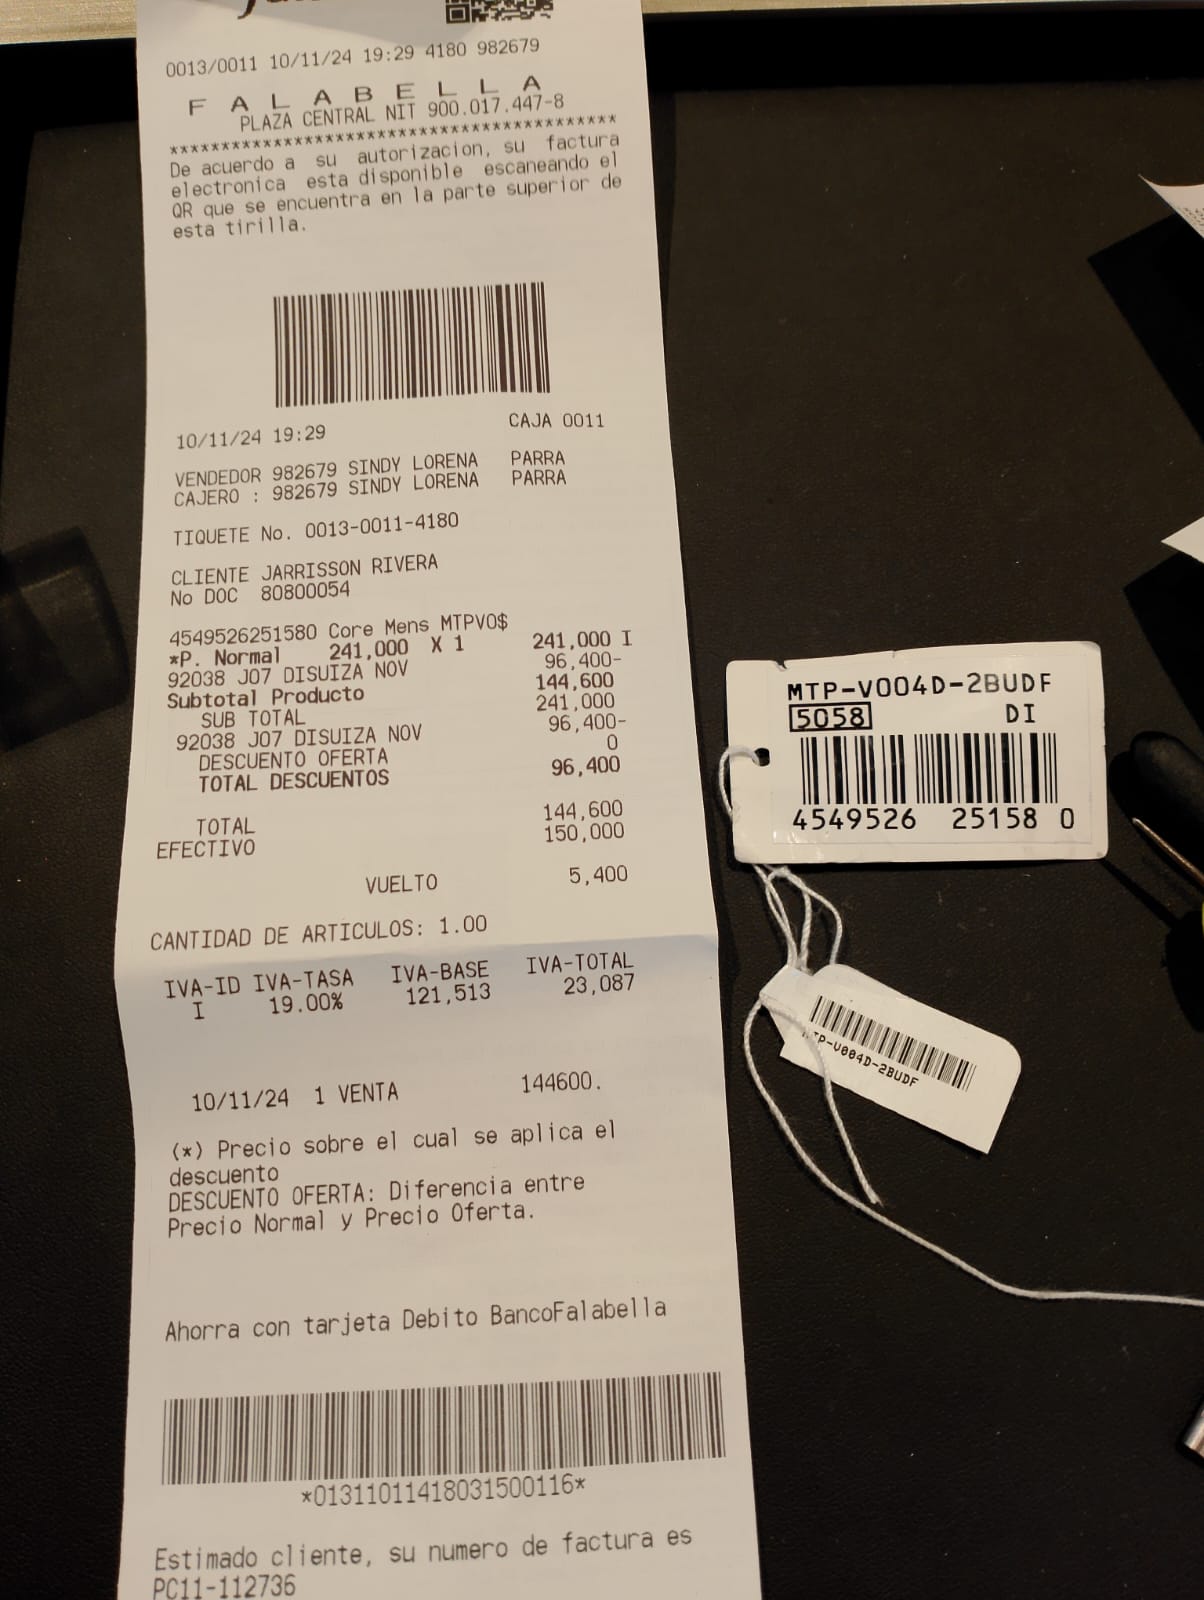 0013/0011 10/11/24 19:29 4180 982679
FALABELLA
PLAZA CENTRAL NIT 900.017.447-8
******************************************
De acuerdo a su autorizacion, su factura
electronica esta disponible escaneando el
QR que se encuentra en la parte superior de
esta tirilla.
10/11/24 19:29 CAJA 0011
VENDEDOR 982679 SINDY LORENA PARRA
CAJERO : 982679 SINDY LORENA PARRA
TIQUETE No. 0013-0011-4180
CLIENTE JARRISSON RIVERA
No DOC 80800054
4549526251580 Core Mens MTPVO$
*P. Normal 241,000 X 1 241,000 I
92038 J07 DISUIZA NOV 96,400-
Subtotal Producto 144,600
SUB TOTAL 241,000
92038 J07 DISUIZA NOV 96,400-
DESCUENTO OFERTA 0
TOTAL DESCUENTOS 96,400
TOTAL 144,600
EFECTIVO 150,000
VUELTO 5,400
CANTIDAD DE ARTICULOS: 1.00
IVA-ID IVA-TASA IVA-BASE IVA-TOTAL
I 19.00% 121,513 23,087
10/11/24 1 VENTA 144600.
(*) Precio sobre el cual se aplica el
descuento
DESCUENTO OFERTA: Diferencia entre
Precio Normal y Precio Oferta.
Ahorra con tarjeta Debito BancoFalabella
*01311011418031500116*
Estimado cliente, su numero de factura es
PC11-112736
MTP-V004D-2BUDF
5058 DI
4549526 25158 0
MTP-V004D-2BUDF